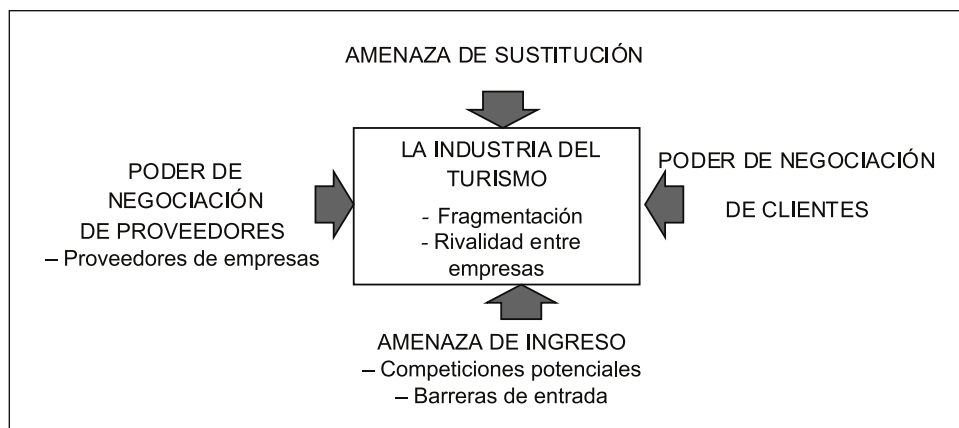 AMENAZA DE SUSTITUCIÓN
PODER DE
NEGOCIACIÓN
DE PROVEEDORES
– Proveedores de empresas
LA INDUSTRIA DEL
TURISMO
- Fragmentación
- Rivalidad entre
empresas
PODER DE NEGOCIACIÓN
DE CLIENTES
AMENAZA DE INGRESO
– Competiciones potenciales
– Barreras de entrada